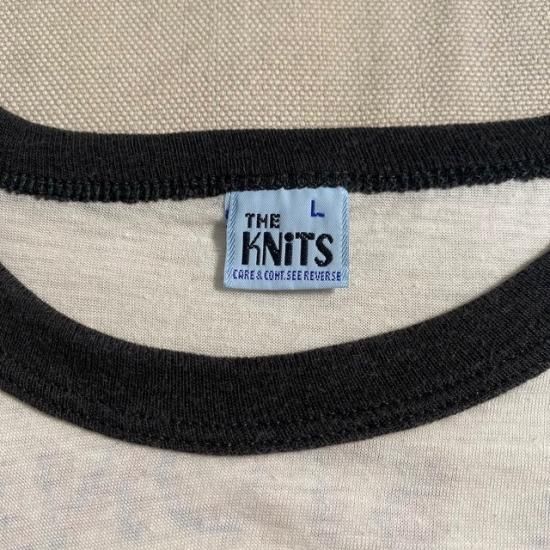 L
THE
KNiTS
CARE & CONT. SEE REVERSE